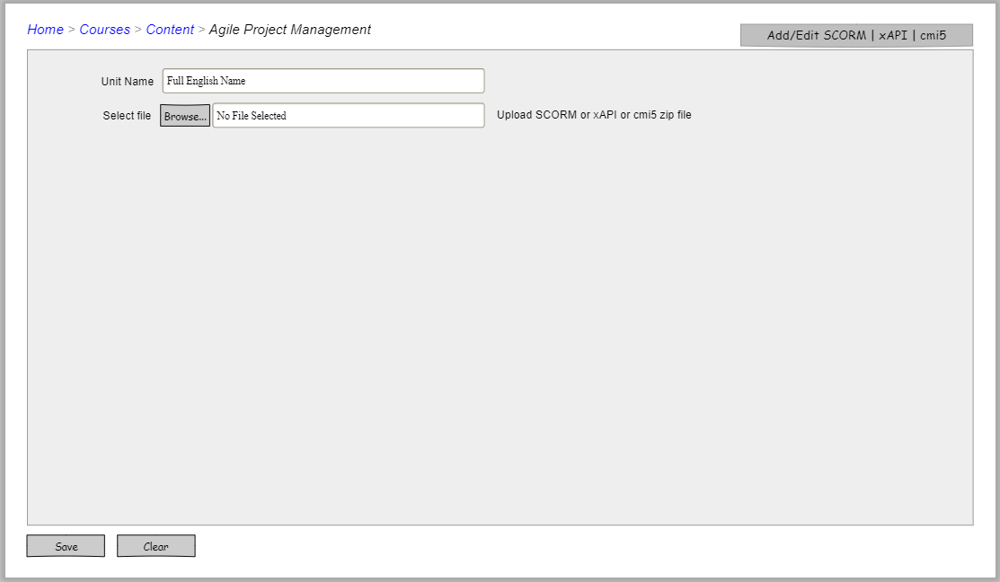 Home > Courses > Content > Agile Project Management
Add/Edit SCORM | xAPI | cmi5
Unit Name Full English Name
Select file Browse... No File Selected Upload SCORM or xAPI or cmi5 zip file
Save Clear